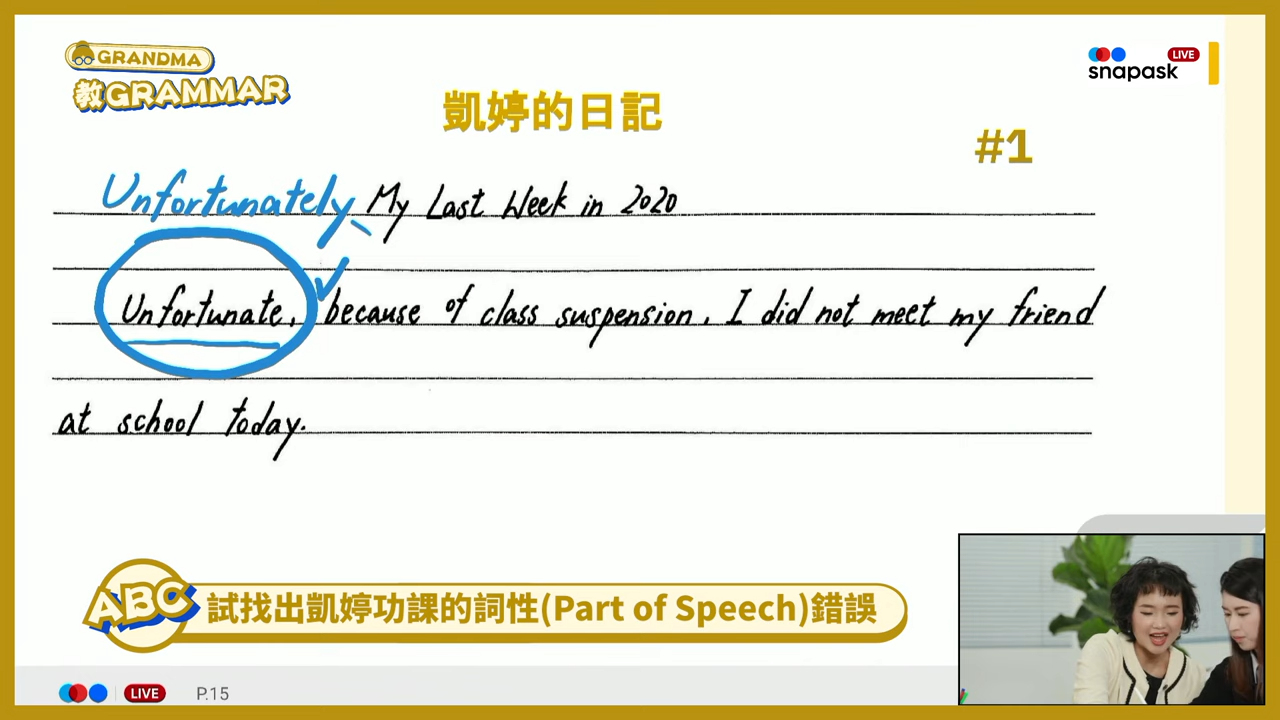 GRANDMA
教GRAMMAR
LIVE
snapask
凱婷的日記
#1
Unfortunately, My Last Week in 2020
Unfortunate, because of class suspension, I did not meet my friend
at school today.
ABC
試找出凱婷功課的詞性(Part of Speech)錯誤
LIVE
P.15